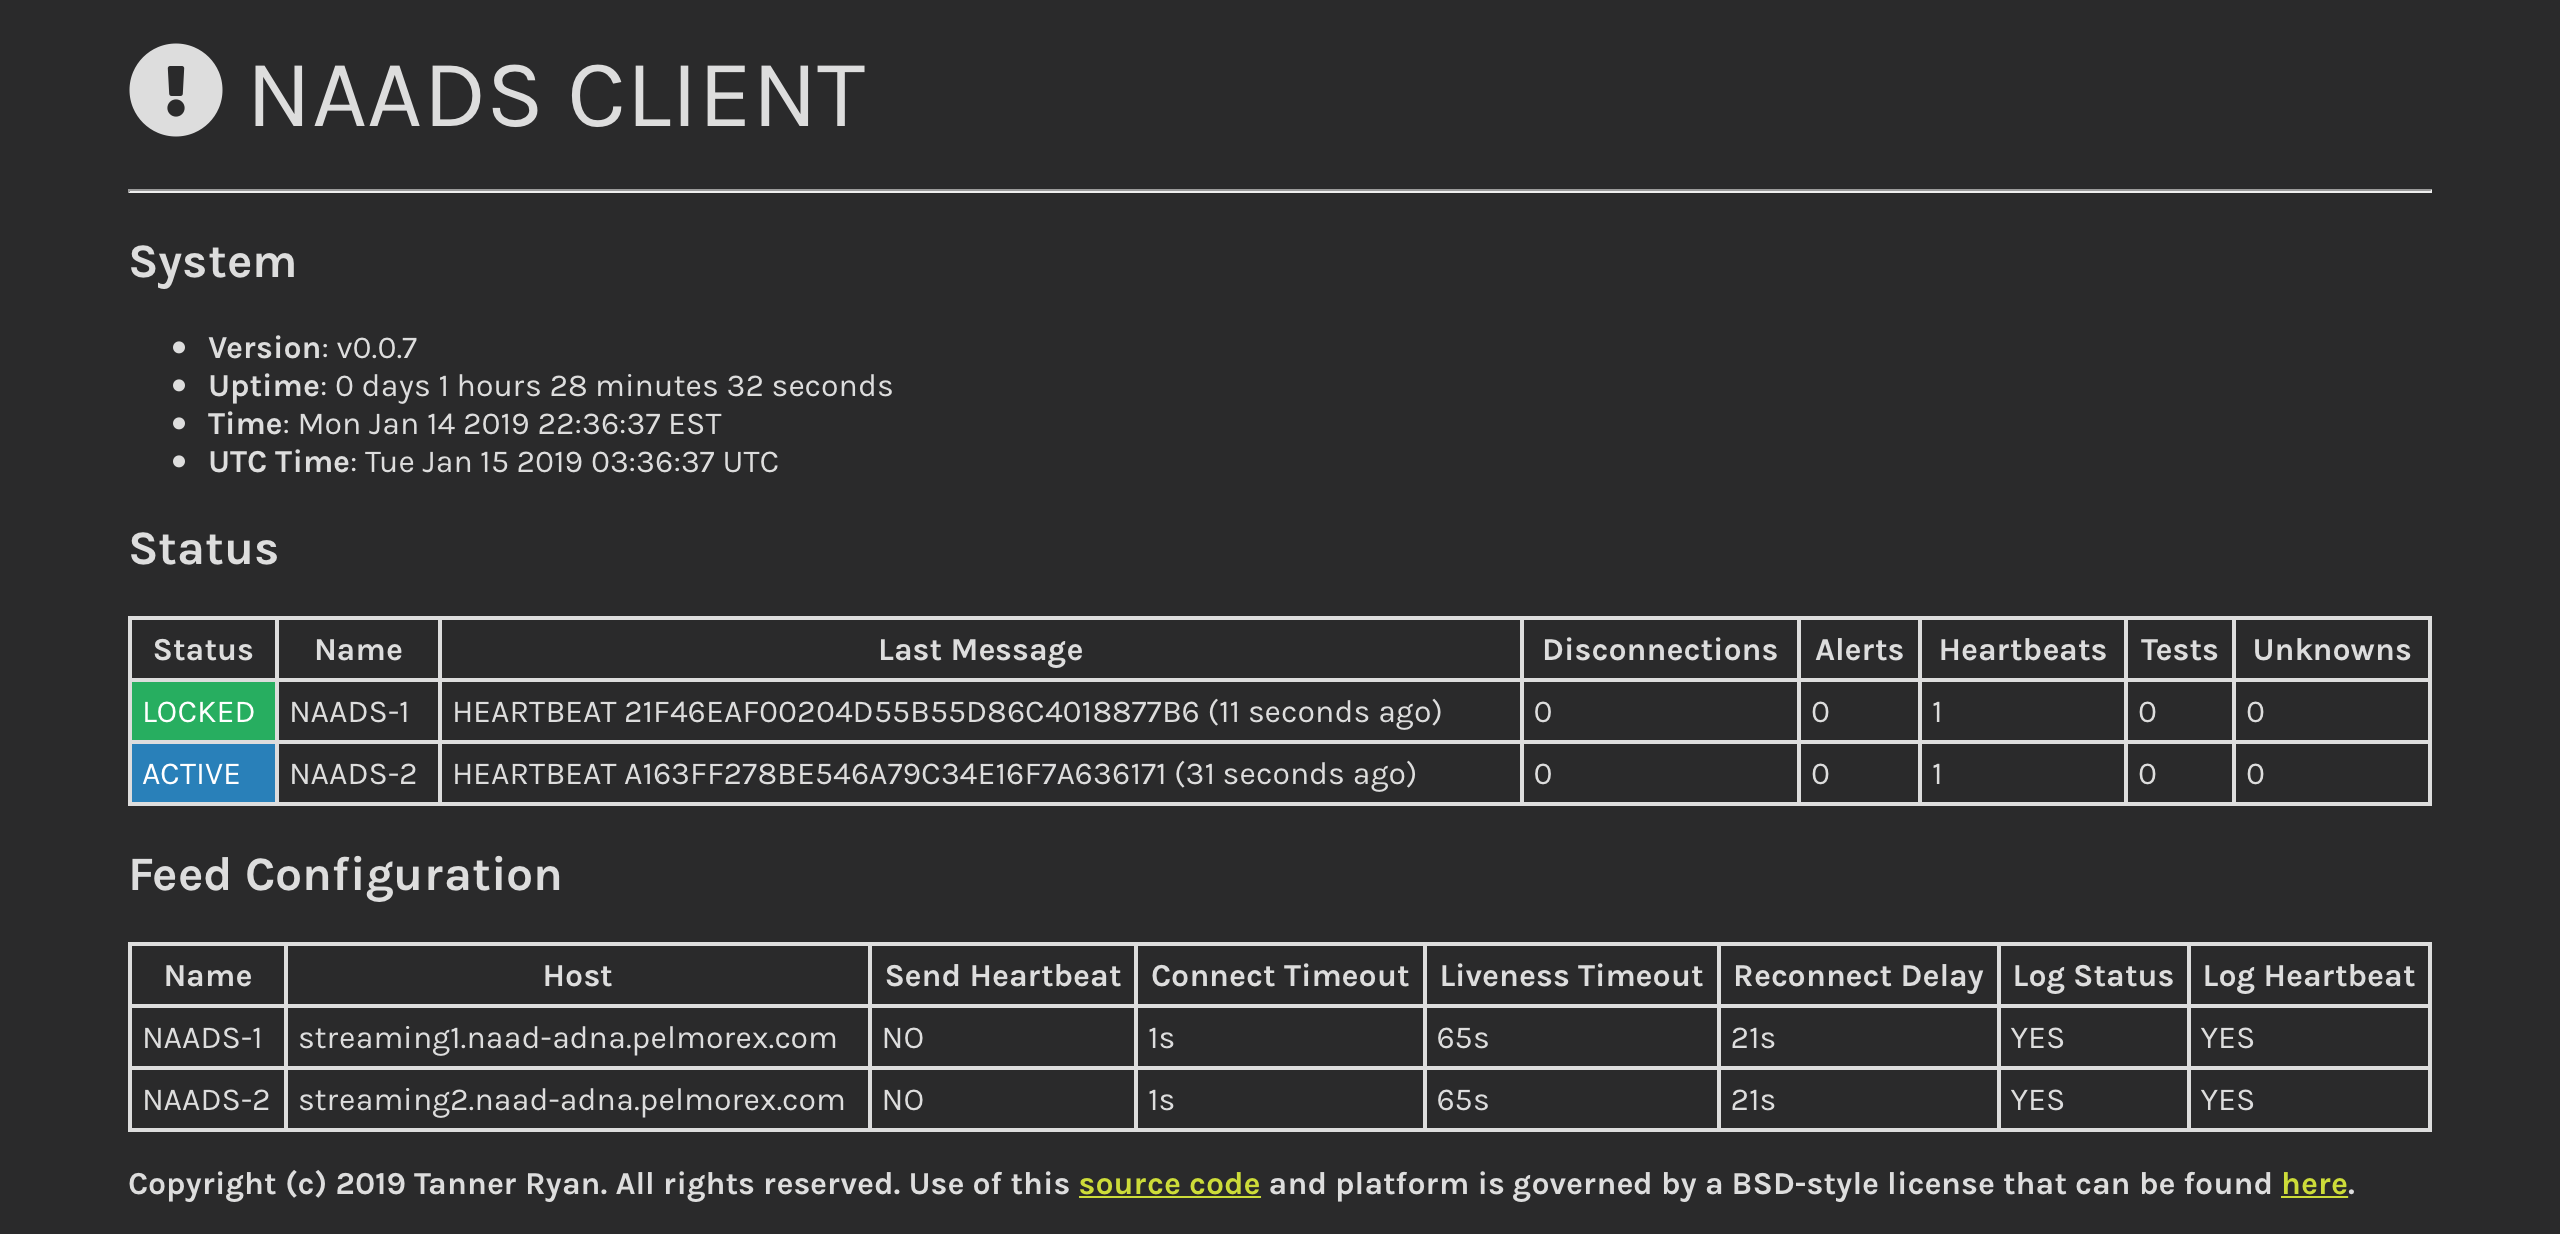 NAADS CLIENT
System
Version: v0.0.7
Uptime: 0 days 1 hours 28 minutes 32 seconds
Time: Mon Jan 14 2019 22:36:37 EST
UTC Time: Tue Jan 15 2019 03:36:37 UTC
Status
Status Name Last Message Disconnections Alerts Heartbeats Tests Unknowns
LOCKED NAADS-1 HEARTBEAT 21F46EAF00204D55B55D86C4018877B6 (11 seconds ago) 0 0 1 0 0
ACTIVE NAADS-2 HEARTBEAT A163FF278BE546A79C34E16F7A636171 (31 seconds ago) 0 0 1 0 0
Feed Configuration
Name Host Send Heartbeat Connect Timeout Liveness Timeout Reconnect Delay Log Status Log Heartbeat
NAADS-1 streaming1.naad-adna.pelmorex.com NO 1s 65s 21s YES YES
NAADS-2 streaming2.naad-adna.pelmorex.com NO 1s 65s 21s YES YES
Copyright (c) 2019 Tanner Ryan. All rights reserved. Use of this source code and platform is governed by a BSD-style license that can be found here.